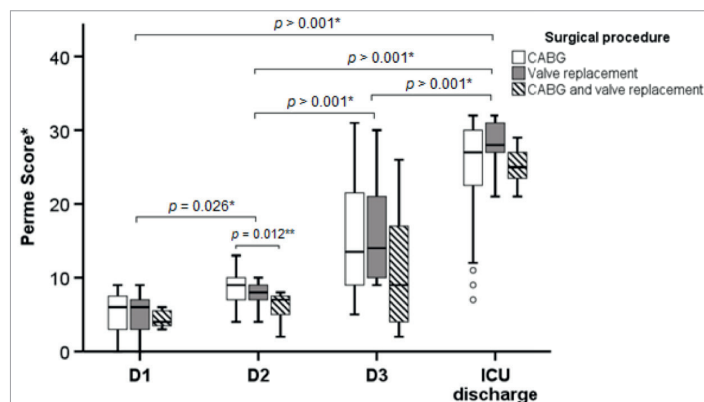 p > 0.001*
Surgical procedure
CABG
Valve replacement
CABG and valve replacement
p > 0.001*
p > 0.001*
p > 0.001*
p = 0.026*
p = 0.012**
Perme Score*
40
30
20
10
0
D1
D2
D3
ICU
discharge